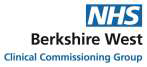 NHS
Berkshire West
Clinical Commissioning Group